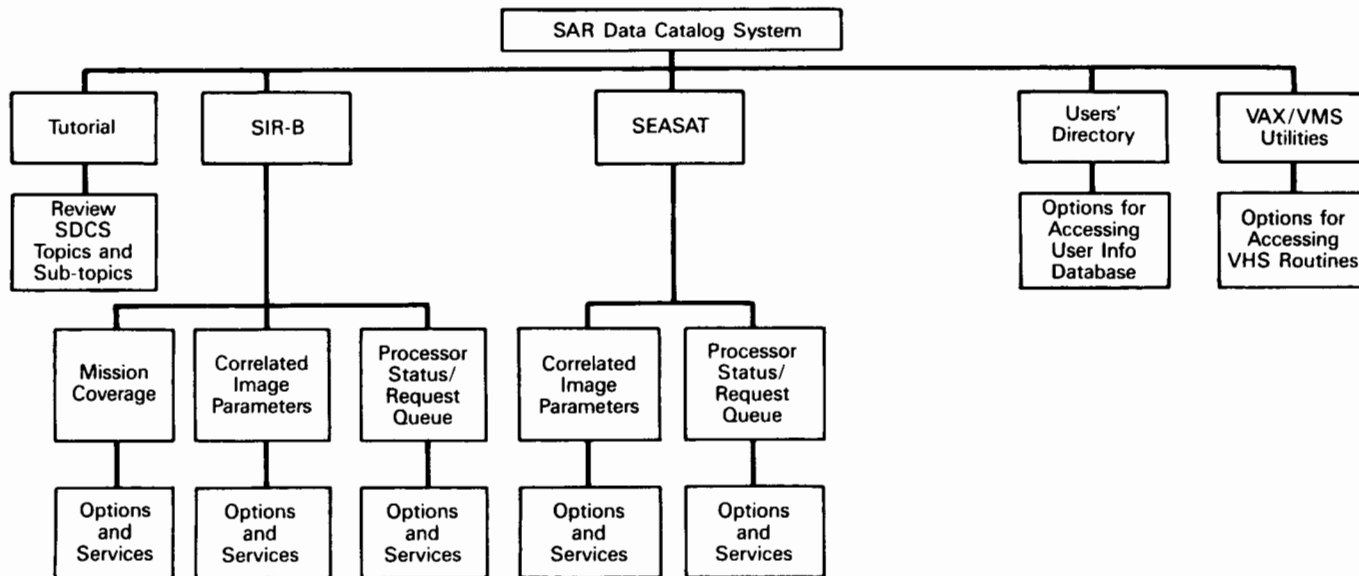 SAR Data Catalog System
Tutorial
SIR-B
SEASAT
Users'
Directory
VAX/VMS
Utilities
Review
SDCS
Topics and
Sub-topics
Options for
Accessing
User Info
Database
Options for
Accessing
VHS Routines
Mission
Coverage
Correlated
Image
Parameters
Processor
Status/
Request
Queue
Correlated
Image
Parameters
Processor
Status/
Request
Queue
Options
and
Services
Options
and
Services
Options
and
Services
Options
and
Services
Options
and
Services